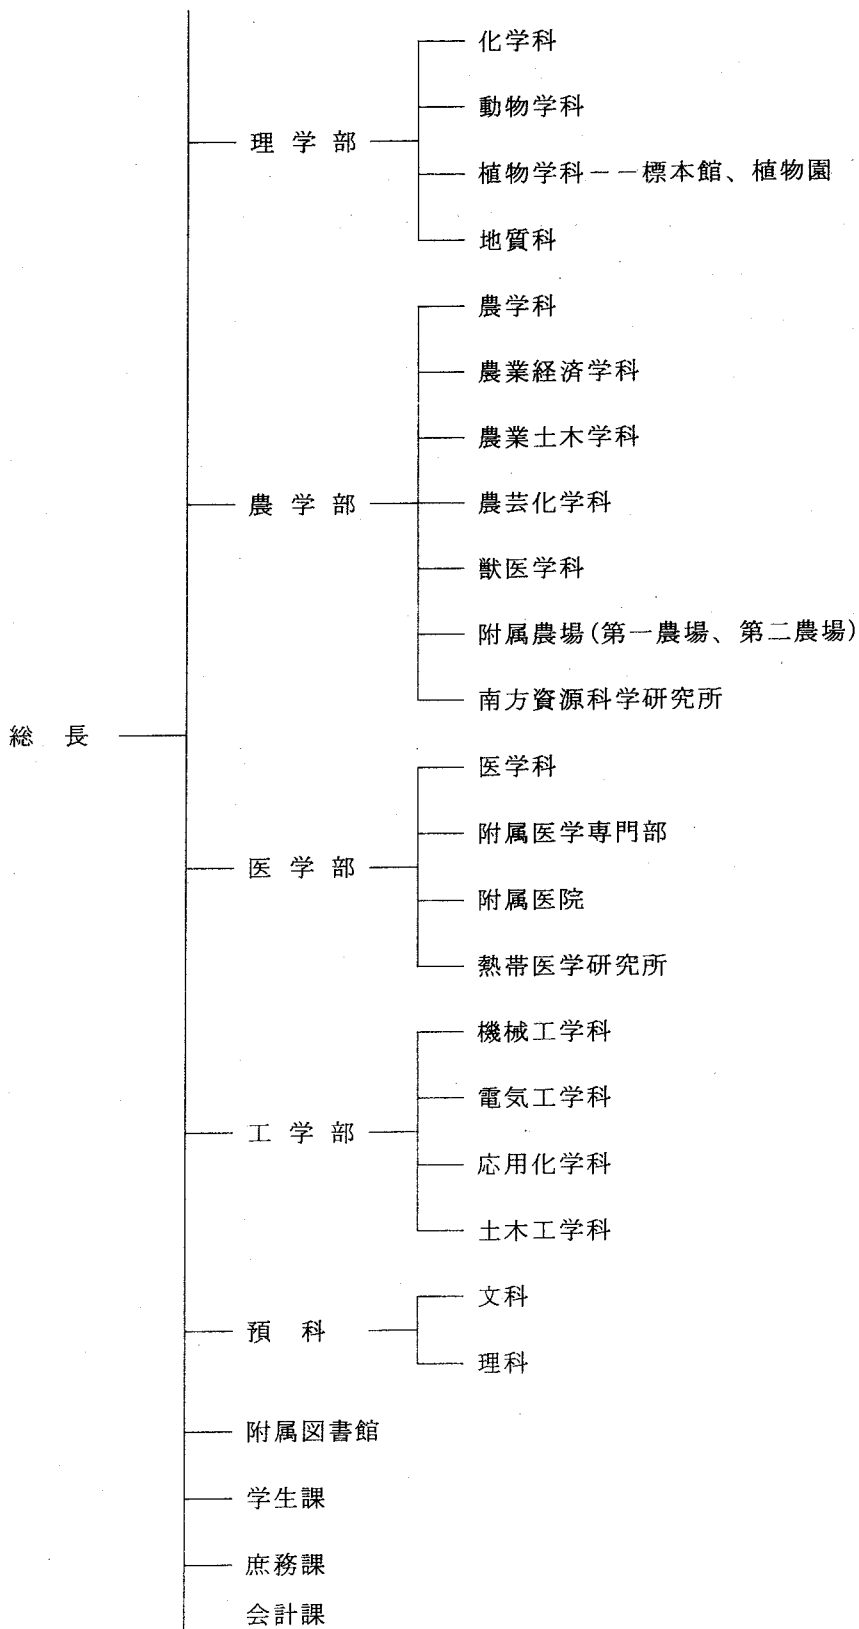 化学科
動物学科
理学部
植物学科――標本館、植物園
地質科
農学科
農業経済学科
農業土木学科
農学部
農芸化学科
獣医学科
附属農場(第一農場、第二農場)
南方資源科学研究所
総長
医学科
附属医学専門部
医学部
附属医院
熱帯医学研究所
機械工学科
電気工学科
工学部
応用化学科
土木工学科
文科
預科
理科
附属図書館
学生課
庶務課
会計課